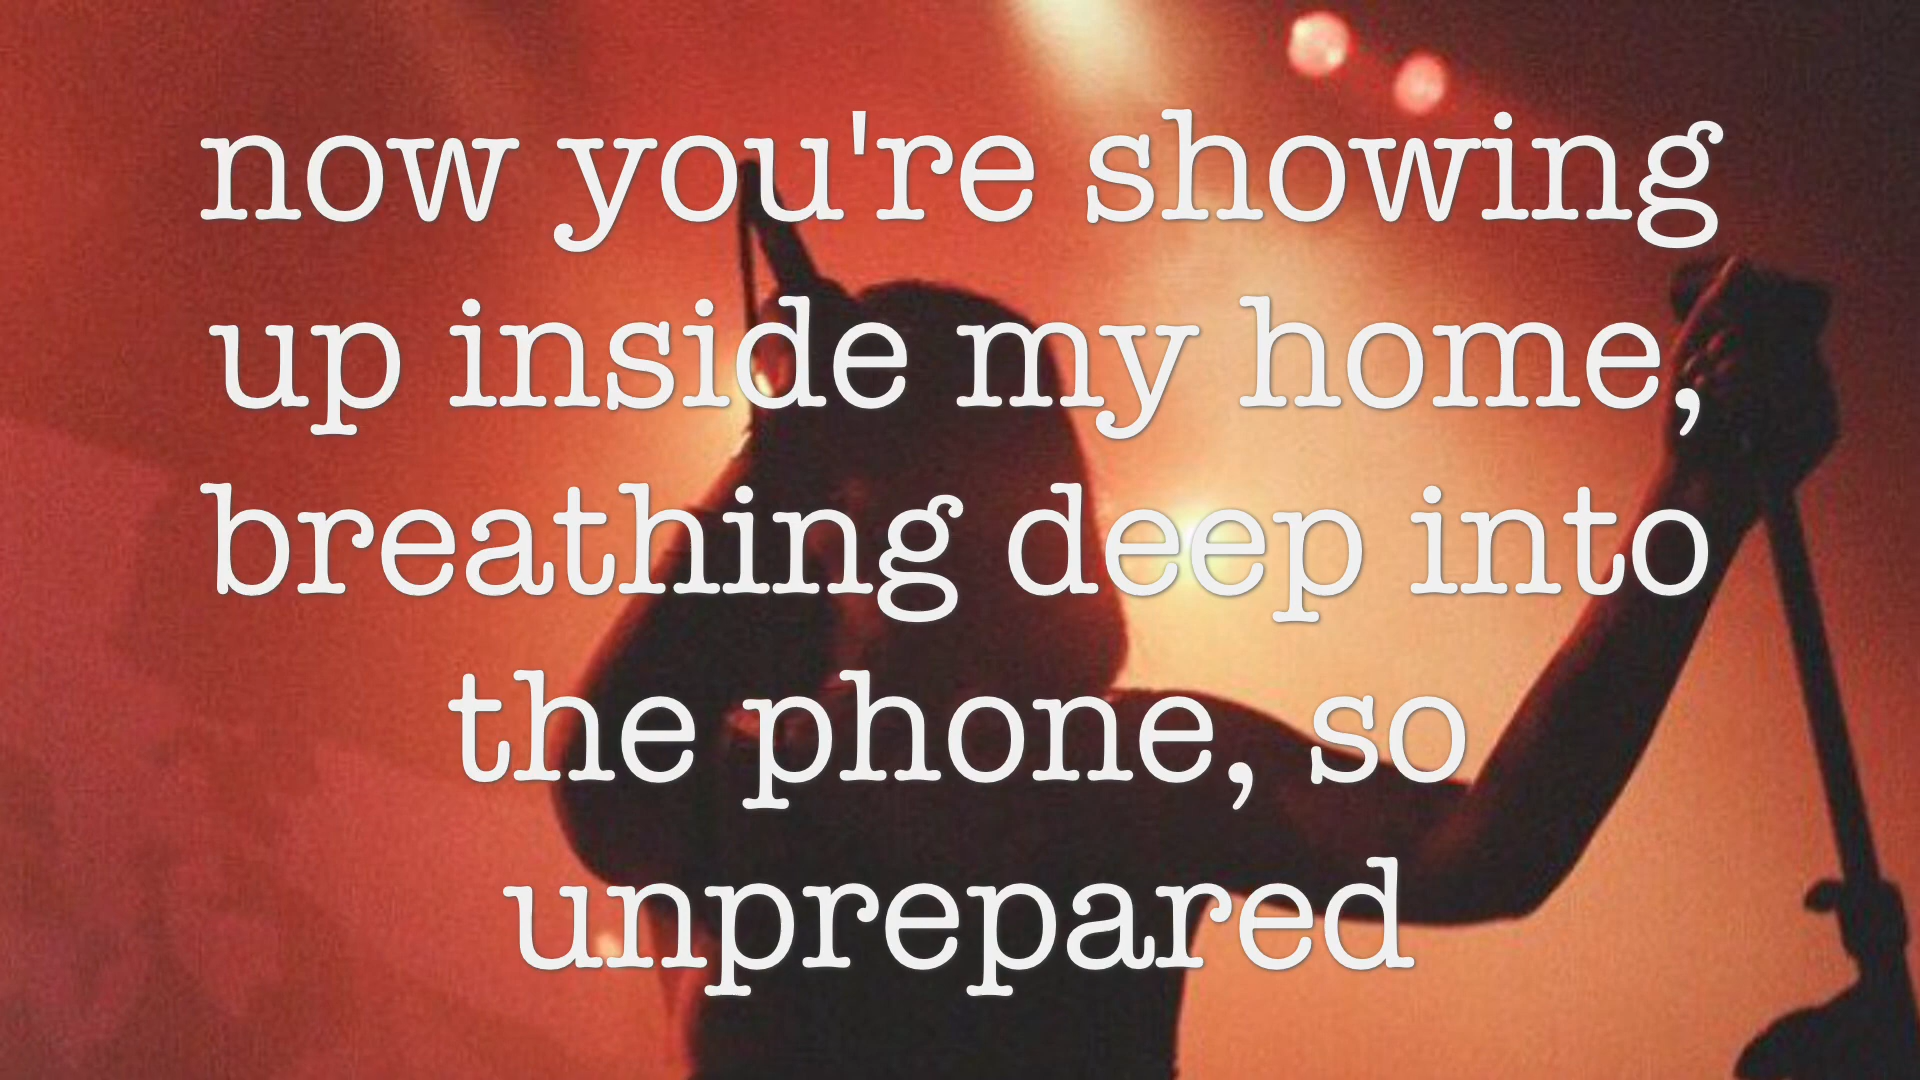 now you're showing
up inside my home,
breathing deep into
the phone, so
unprepared